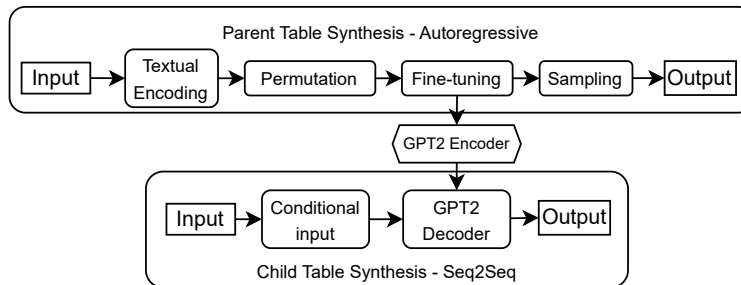 Parent Table Synthesis - Autoregressive
Input
Textual
Encoding
Permutation
Fine-tuning
Sampling
Output
GPT2 Encoder
Input
Conditional
input
GPT2
Decoder
Output
Child Table Synthesis - Seq2Seq